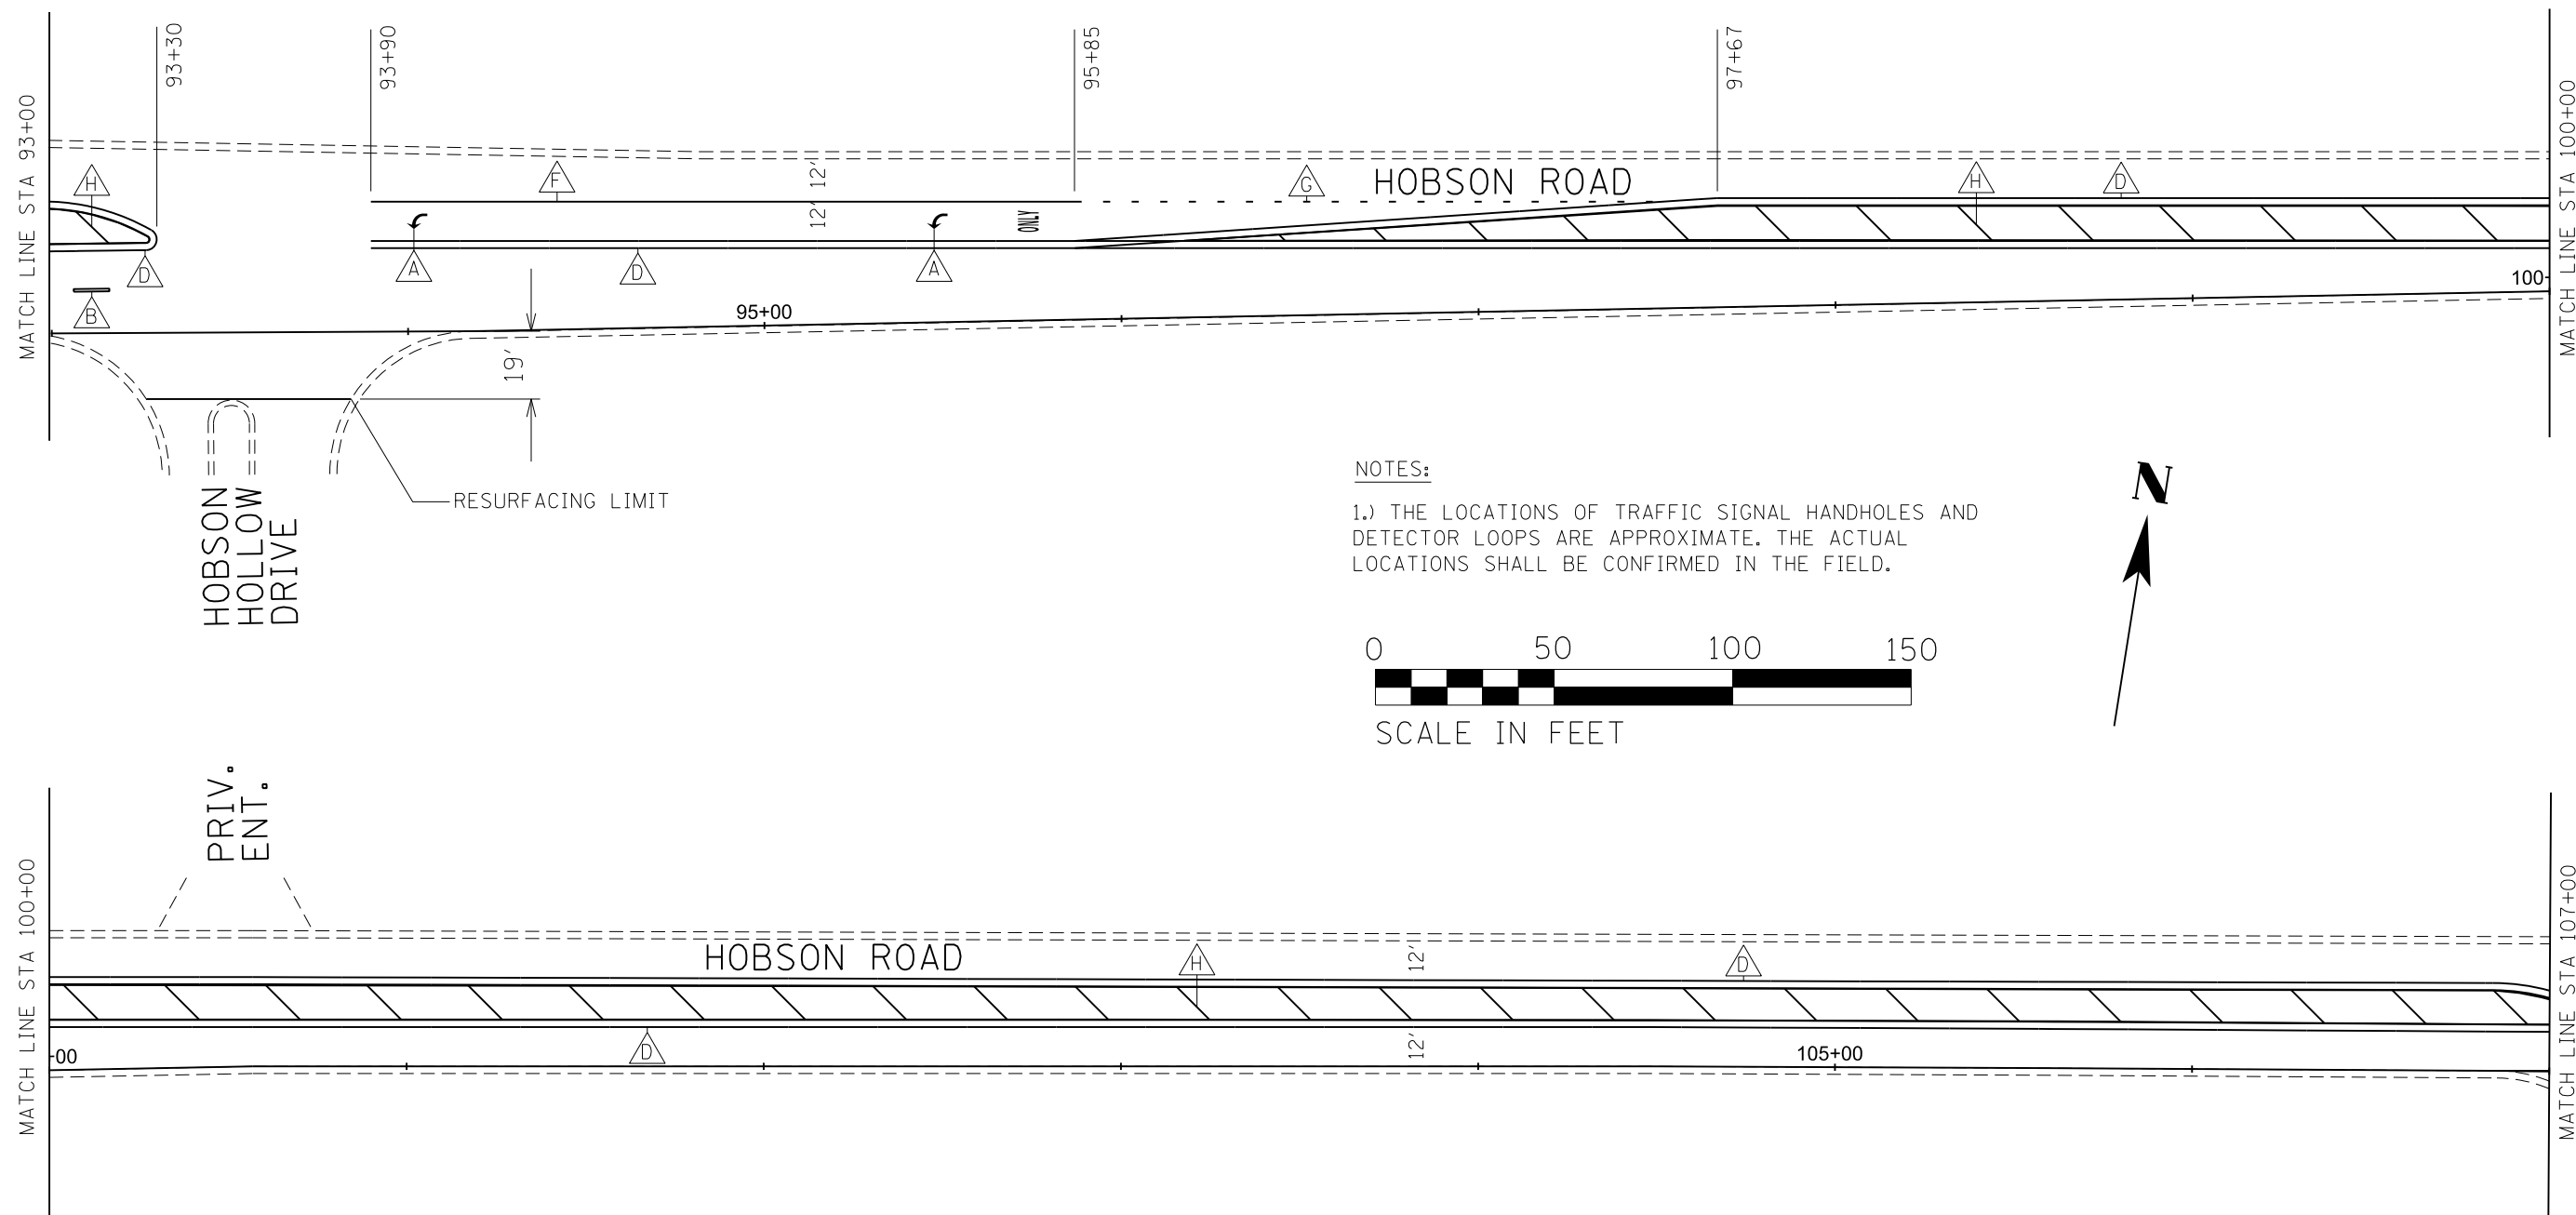 MATCH LINE STA 93+00
93+30
93+90
95+85
97+67
MATCH LINE STA 100+00
H
F
12'
12'
ONLY
G
HOBSON ROAD
H
D
D
A
D
A
B
95+00
100-
19'
RESURFACING LIMIT
HOBSON
HOLLOW
DRIVE
NOTES:
1.) THE LOCATIONS OF TRAFFIC SIGNAL HANDHOLES AND
DETECTOR LOOPS ARE APPROXIMATE. THE ACTUAL
LOCATIONS SHALL BE CONFIRMED IN THE FIELD.
N
0 50 100 150
SCALE IN FEET
PRIV.
ENT.
MATCH LINE STA 100+00
HOBSON ROAD
H
12'
D
D
12'
-00
105+00
MATCH LINE STA 107+00